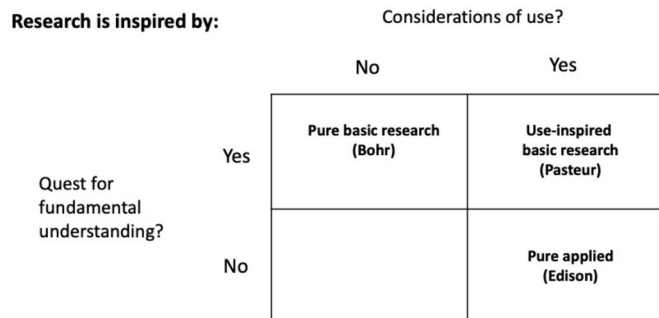 Research is inspired by:
Considerations of use?
No
Yes
Quest for
fundamental
understanding?
Yes
Pure basic research
(Bohr)
Use-inspired
basic research
(Pasteur)
No
Pure applied
(Edison)